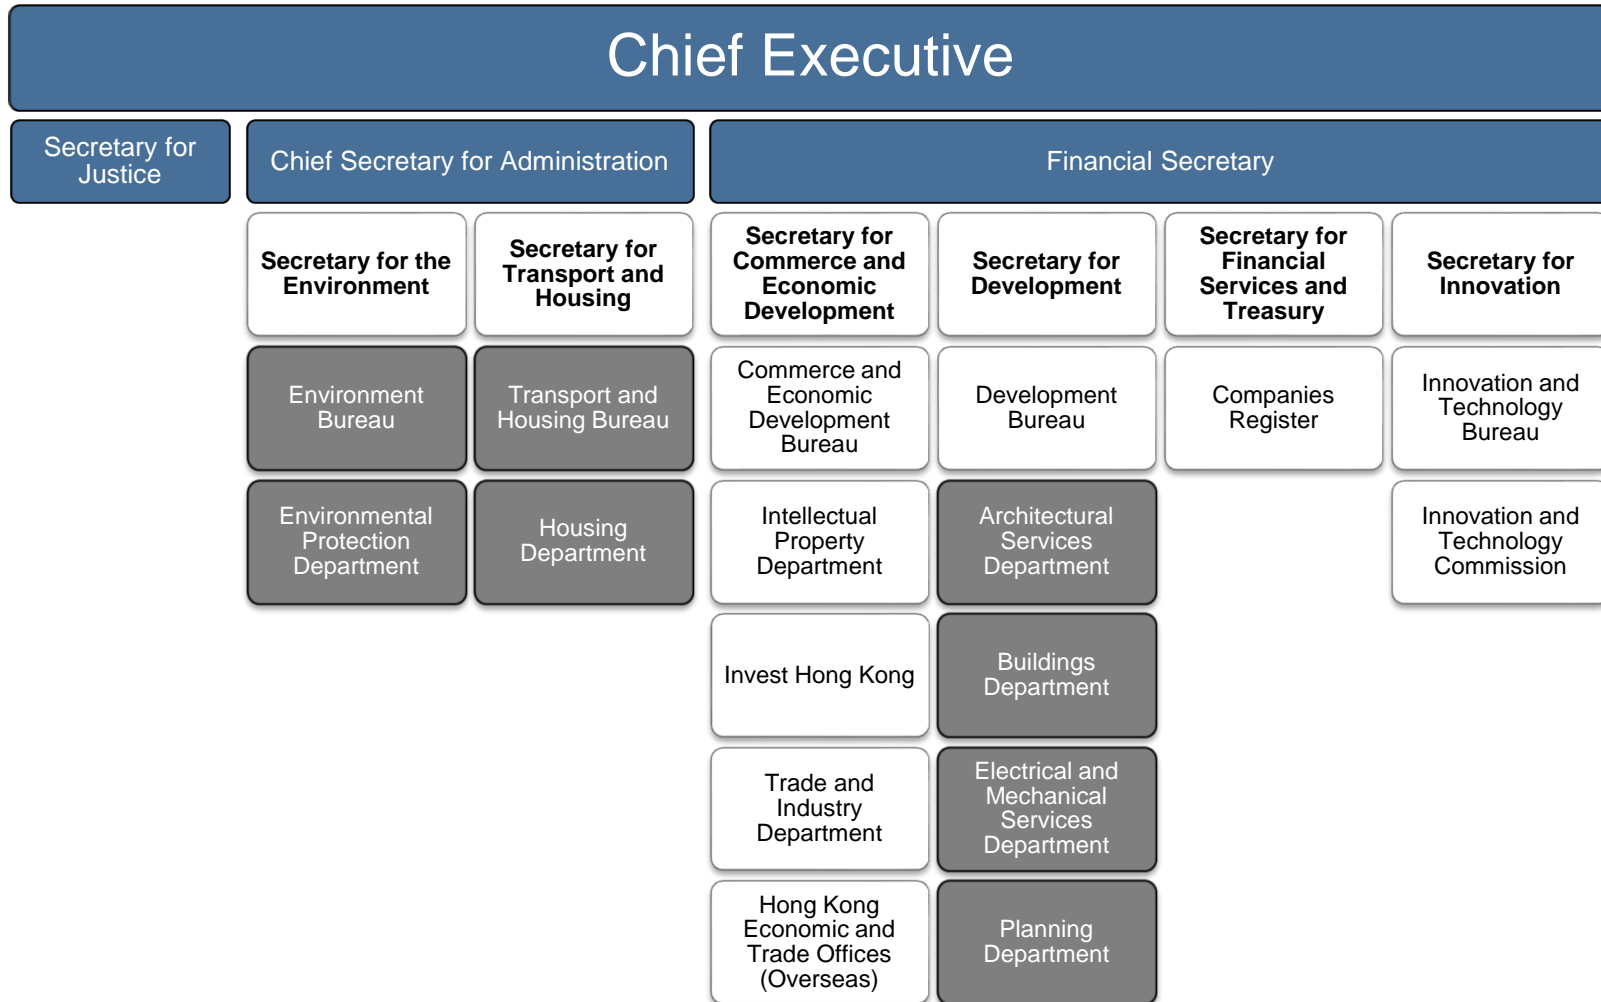 Chief Executive
Secretary for
Justice
Chief Secretary for Administration
Financial Secretary
Secretary for the
Environment
Secretary for
Transport and
Housing
Secretary for
Commerce and
Economic
Development
Secretary for
Development
Secretary for
Financial
Services and
Treasury
Secretary for
Innovation
Environment
Bureau
Transport and
Housing Bureau
Commerce and
Economic
Development
Bureau
Development
Bureau
Companies
Register
Innovation and
Technology
Bureau
Environmental
Protection
Department
Housing
Department
Intellectual
Property
Department
Architectural
Services
Department
Innovation and
Technology
Commission
Invest Hong Kong
Buildings
Department
Trade and
Industry
Department
Electrical and
Mechanical
Services
Department
Hong Kong
Economic and
Trade Offices
(Overseas)
Planning
Department